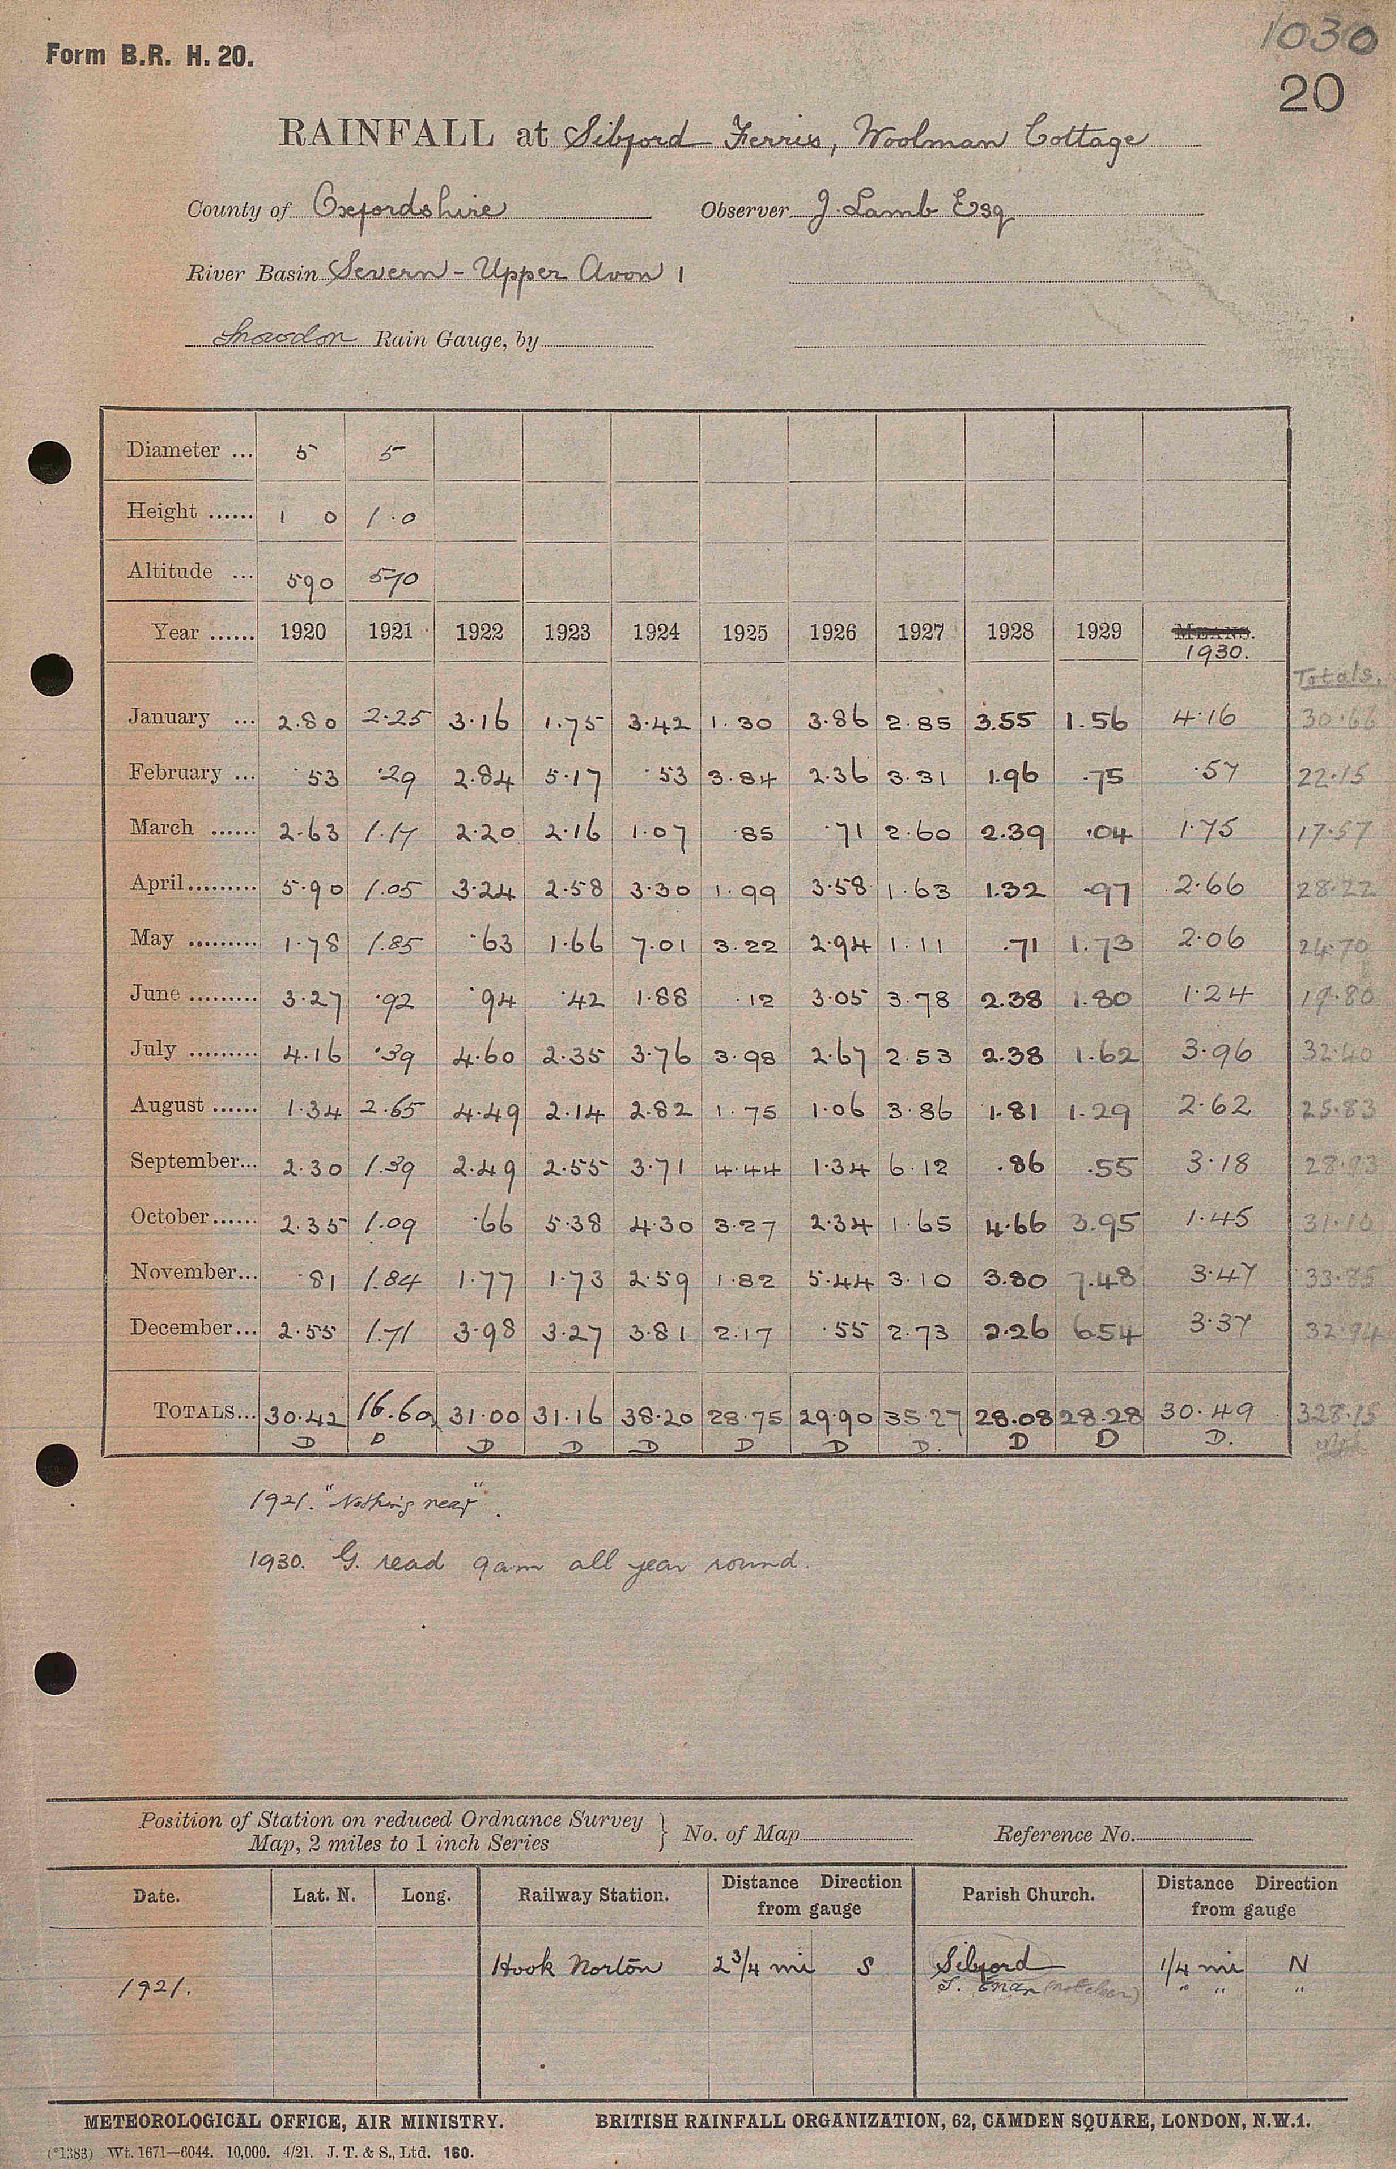 1030
Form B.R. H. 20.
20
RAINFALL at Sibford Ferris, Woolman Cottage
County of Oxfordshire Observer J. Lamb Esq
River Basin Severn - Upper Avon 1
Snowdon Rain Gauge, by
Diameter ... 5 5
Height ...... 1 0 1.0
Altitude ... 590 570
Year ...... 1920 1921 1922 1923 1924 1925 1926 1927 1928 1929 MEANS. 1930.
Totals.
January ... 2.80 2.25 3.16 1.75 3.42 1.30 3.86 2.85 3.55 1.56 4.16 30.66
February ... .53 .29 2.84 5.17 .53 3.84 2.36 3.31 1.96 .75 .57 22.15
March ...... 2.63 1.17 2.20 2.16 1.07 .85 .71 2.60 2.39 .04 1.75 17.57
April......... 5.90 1.05 3.24 2.58 3.30 1.99 3.58 1.63 1.32 .97 2.66 28.22
May ......... 1.78 1.85 .63 1.66 7.01 3.22 2.94 1.11 .71 1.73 2.06 24.70
June ......... 3.27 .92 .94 .42 1.88 .12 3.05 3.78 2.38 1.80 1.24 19.80
July ......... 4.16 .39 4.60 2.35 3.76 3.98 2.67 2.53 2.38 1.62 3.96 32.40
August ...... 1.34 2.65 4.49 2.14 2.82 1.75 1.06 3.86 1.81 1.29 2.62 25.83
September... 2.30 1.39 2.49 2.55 3.71 4.44 1.34 6.12 .86 .55 3.18 28.93
October...... 2.35 1.09 .66 5.38 4.30 3.27 2.34 1.65 4.66 3.95 1.45 31.10
November... .81 1.84 1.77 1.73 2.59 1.82 5.44 3.10 3.80 7.48 3.47 33.85
December... 2.55 1.71 3.98 3.27 3.81 2.17 .55 2.73 2.26 6.54 3.37 32.94
TOTALS... 30.42 16.60 31.00 31.16 38.20 28.75 29.90 35.27 28.08 28.28 30.49 328.15
D D D D D D D D. D D D.
1921. "Nothing near".
1930. G. read 9am all year round.
Position of Station on reduced Ordnance Survey Map, 2 miles to 1 inch Series } No. of Map Reference No.
Date. Lat. N. Long. Railway Station. Distance Direction from gauge Parish Church. Distance Direction from gauge
Hook Norton 2 3/4 mi S Sibford 1/4 mi N
1921. (not clear) " " "
METEOROLOGICAL OFFICE, AIR MINISTRY. BRITISH RAINFALL ORGANIZATION, 62, CAMDEN SQUARE, LONDON, N.W.1.
(*1383) Wt. 1671—6044. 10,000. 4/21. J. T. & S., Ltd. 160.